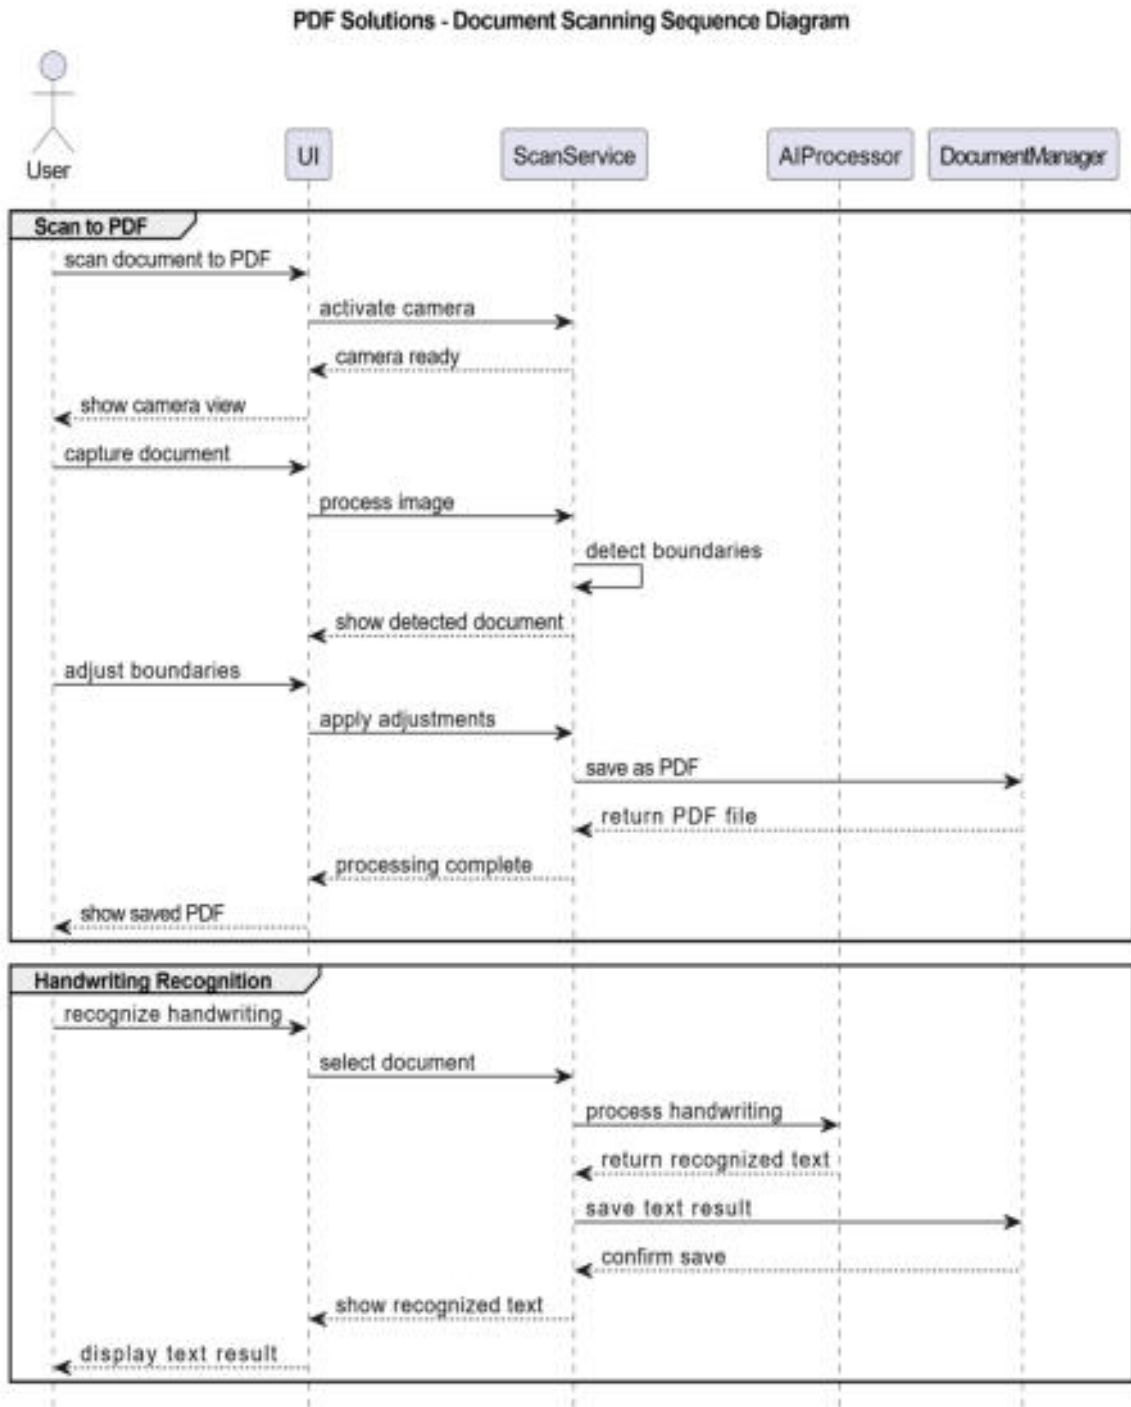 PDF Solutions - Document Scanning Sequence Diagram
User
UI
ScanService
AIProcessor
DocumentManager
Scan to PDF
scan document to PDF
activate camera
camera ready
show camera view
capture document
process image
detect boundaries
show detected document
adjust boundaries
apply adjustments
save as PDF
return PDF file
processing complete
show saved PDF
Handwriting Recognition
recognize handwriting
select document
process handwriting
return recognized text
save text result
confirm save
show recognized text
display text result